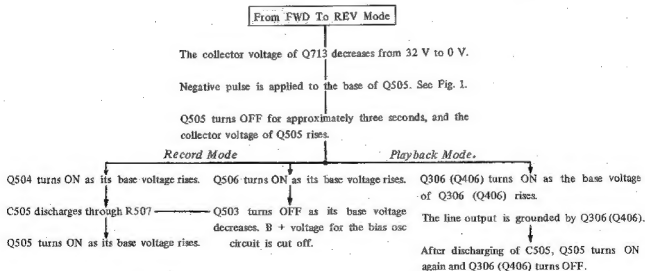 From FWD To REV Mode
The collector voltage of Q713 decreases from 32 V to 0 V.
Negative pulse is applied to the base of Q505. See Fig. 1.
Q505 turns OFF for approximately three seconds, and the
collector voltage of Q505 rises.
Record Mode
Playback Mode.
Q504 turns ON as its base voltage rises.
C505 discharges through R507
Q505 turns ON as its base voltage rises.
Q506 turns ON as its base voltage rises.
Q503 turns OFF as its base voltage
decreases. B + voltage for the bias osc
circuit is cut off.
Q306 (Q406) turns ON as the base voltage
of Q306 (Q406) rises.
The line output is grounded by Q306 (Q406).
After discharging of C505, Q505 turns ON
again and Q306 (Q406) turns OFF.